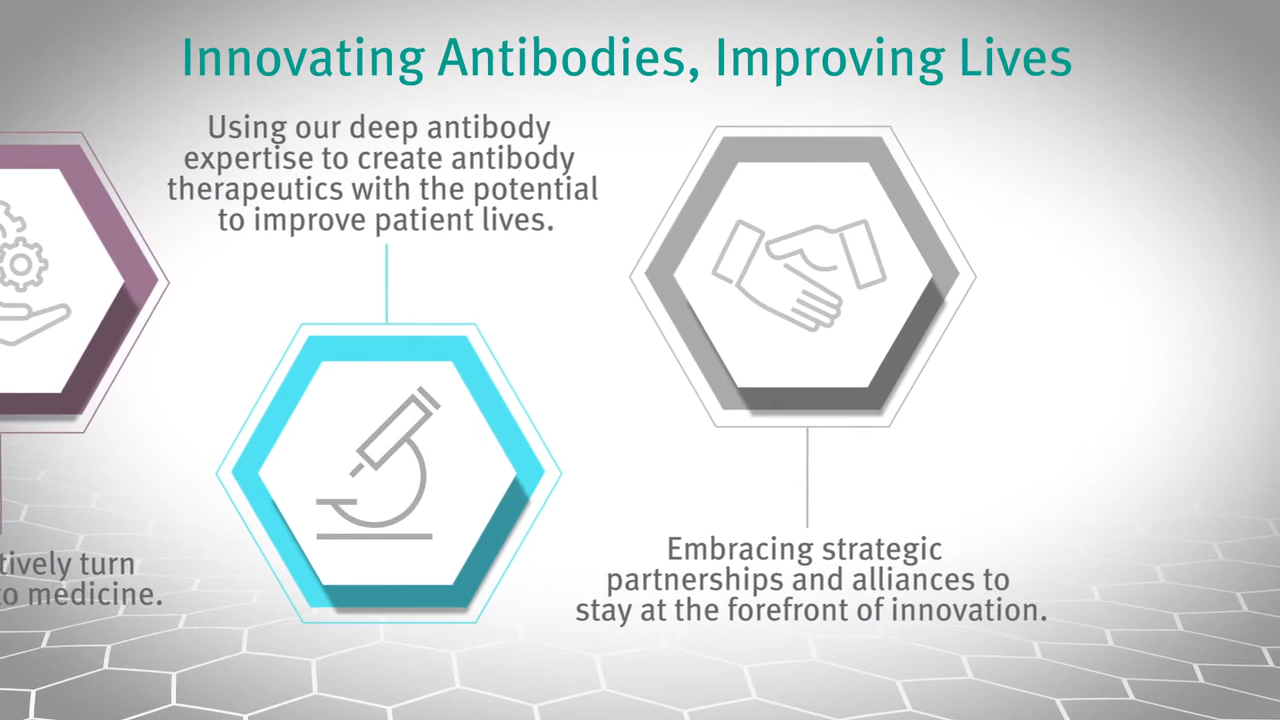 Innovating Antibodies, Improving Lives
Using our deep antibody
expertise to create antibody
therapeutics with the potential
to improve patient lives.
turn
medicine.
Embracing strategic
partnerships and alliances to
stay at the forefront of innovation.